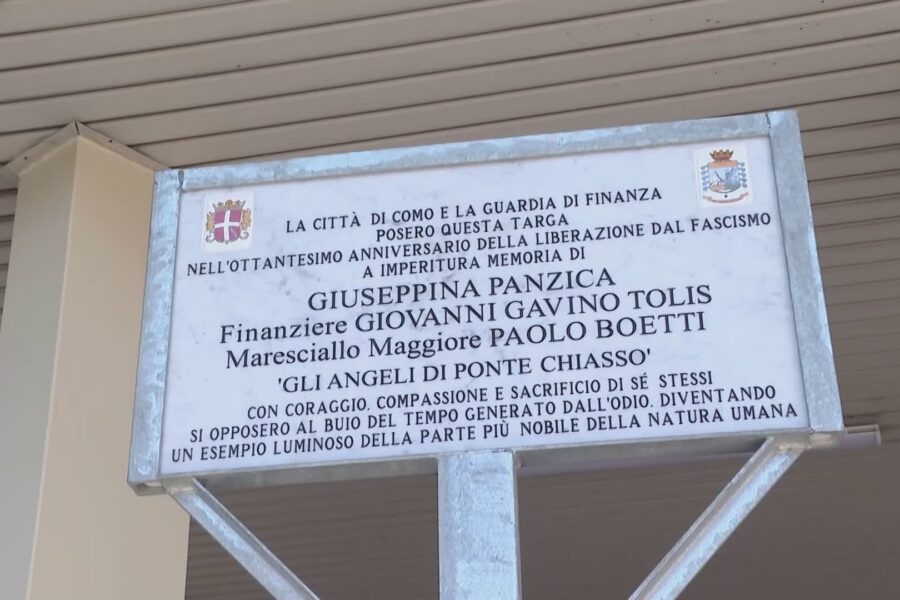 LA CITTÀ DI COMO E LA GUARDIA DI FINANZA
POSERO QUESTA TARGA
NELL'OTTANTESIMO ANNIVERSARIO DELLA LIBERAZIONE DAL FASCISMO
A IMPERITURA MEMORIA DI
GIUSEPPINA PANZICA
Finanziere GIOVANNI GAVINO TOLIS
Maresciallo Maggiore PAOLO BOETTI
'GLI ANGELI DI PONTE CHIASSO'
CON CORAGGIO, COMPASSIONE E SACRIFICIO DI SÉ STESSI
SI OPPOSERO AL BUIO DEL TEMPO GENERATO DALL'ODIO, DIVENTANDO
UN ESEMPIO LUMINOSO DELLA PARTE PIÙ NOBILE DELLA NATURA UMANA